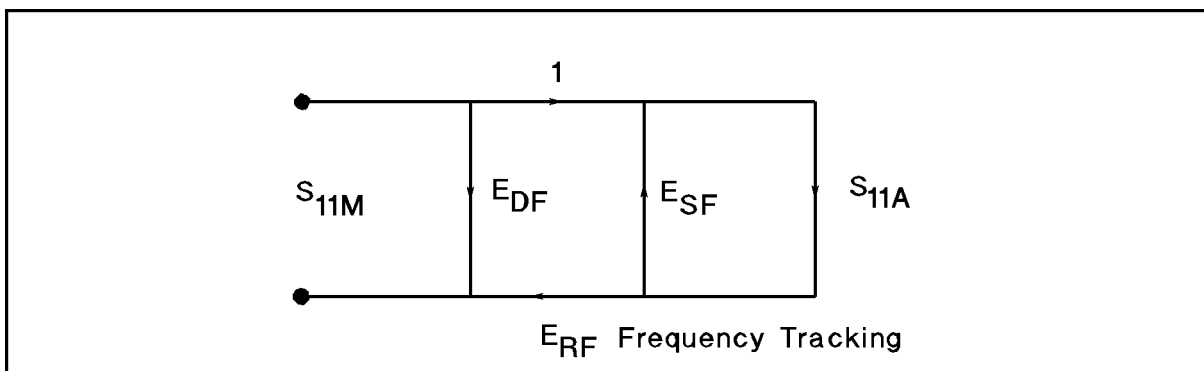 1
S11M
EDF
ESF
S11A
ERF Frequency Tracking